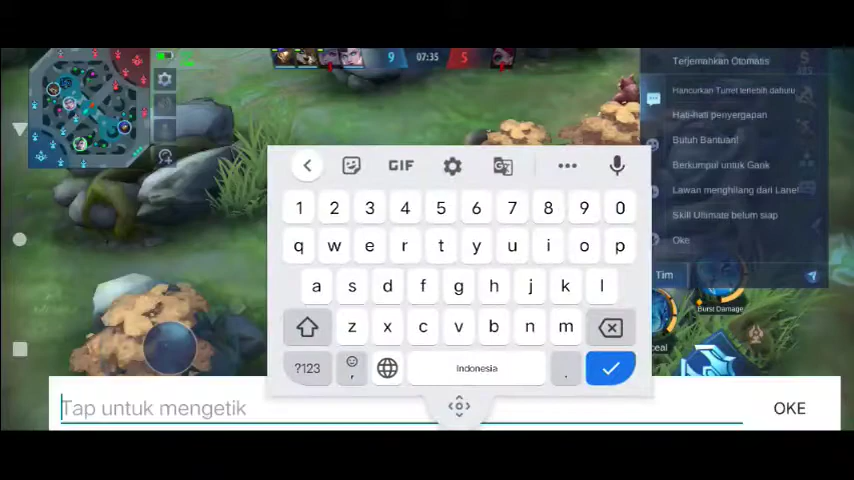 9 07:35 5
Terjemahkan Otomatis
Hancurkan Turret terlebih dahulu
Hati-hati penyergapan
Butuh Bantuan!
Berkumpul untuk Gank
Lawan menghilang dari Lane!
Skill Ultimate belum siap
Oke
Tim
Burst Damage
GIF
1 2 3 4 5 6 7 8 9 0
q w e r t y u i o p
a s d f g h j k l
z x c v b n m
?123 , Indonesia .
Tap untuk mengetik
OKE